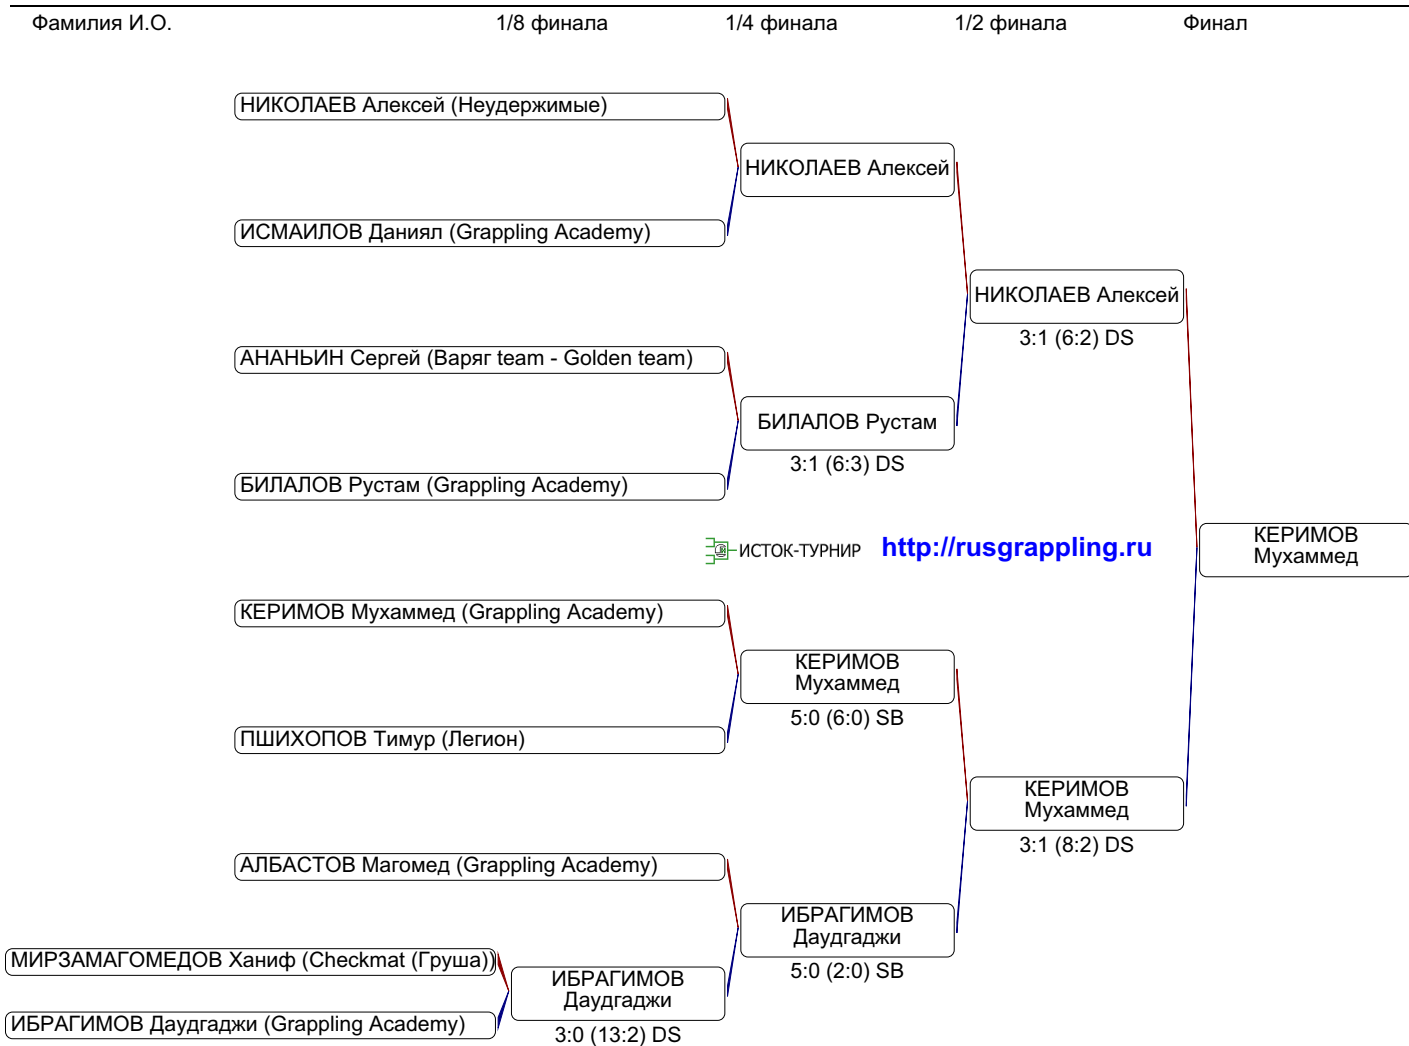 Фамилия И.О. 1/8 финала 1/4 финала 1/2 финала Финал
НИКОЛАЕВ Алексей (Неудержимые)
НИКОЛАЕВ Алексей
ИСМАИЛОВ Даниял (Grappling Academy)
НИКОЛАЕВ Алексей
3:1 (6:2) DS
АНАНЬИН Сергей (Варяг team - Golden team)
БИЛАЛОВ Рустам
3:1 (6:3) DS
БИЛАЛОВ Рустам (Grappling Academy)
ИСТОК-ТУРНИР http://rusgrappling.ru
КЕРИМОВ
Мухаммед
КЕРИМОВ Мухаммед (Grappling Academy)
КЕРИМОВ
Мухаммед
5:0 (6:0) SB
ПШИХОПОВ Тимур (Легион)
КЕРИМОВ
Мухаммед
3:1 (8:2) DS
АЛБАСТОВ Магомед (Grappling Academy)
ИБРАГИМОВ
Даудгаджи
5:0 (2:0) SB
МИРЗАМАГОМЕДОВ Ханиф (Checkmat (Груша))
ИБРАГИМОВ
Даудгаджи
3:0 (13:2) DS
ИБРАГИМОВ Даудгаджи (Grappling Academy)